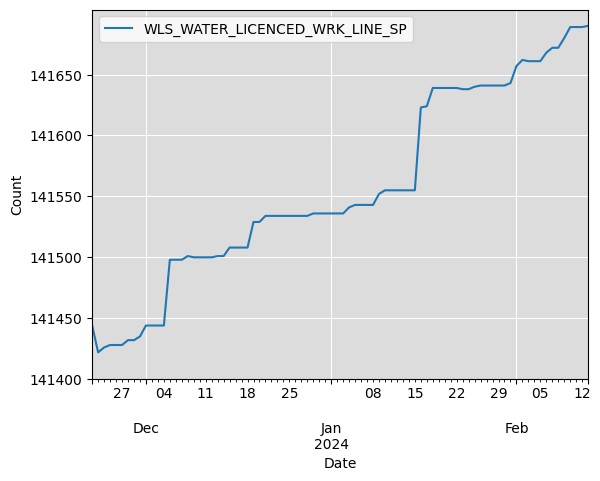 WLS_WATER_LICENCED_WRK_LINE_SP
141650
141600
141550
141500
141450
141400
Count
27 04 11 18 25 08 15 22 29 05 12
Dec Jan Feb
2024
Date